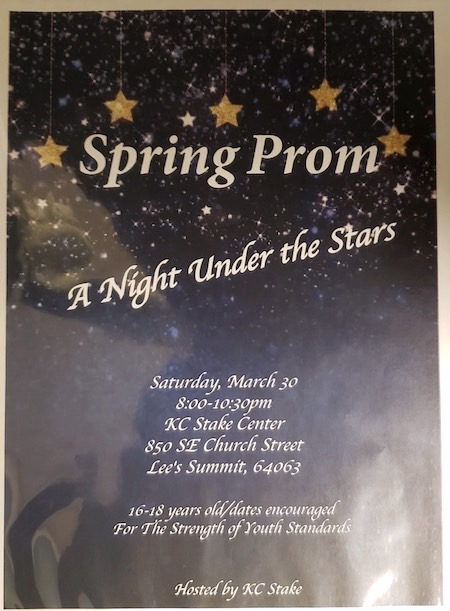 Spring Prom
A Night Under the Stars
Saturday, March 30
8:00-10:30pm
KC Stake Center
850 SE Church Street
Lee's Summit, 64063
16-18 years old/dates encouraged
For The Strength of Youth Standards
Hosted by KC Stake